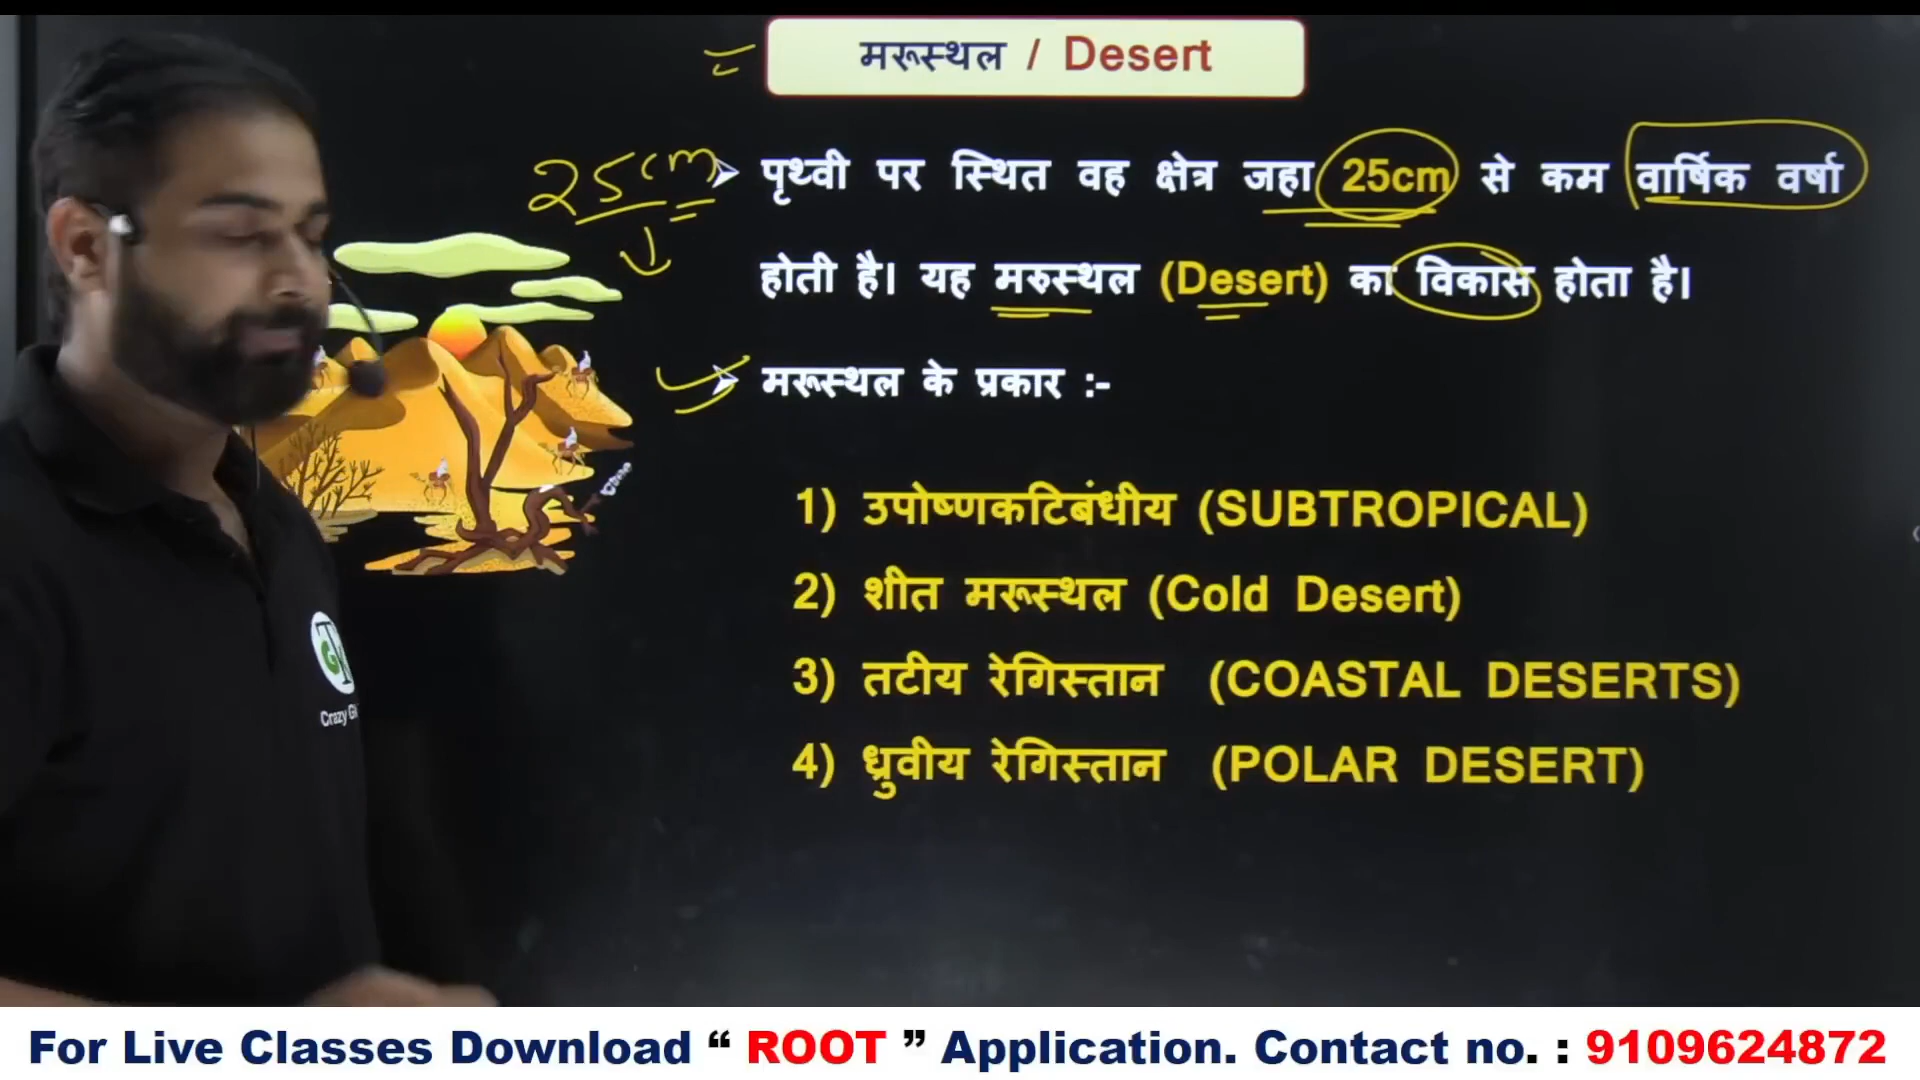 मरूस्थल / Desert
25cm
पृथ्वी पर स्थित वह क्षेत्र जहा 25cm से कम वार्षिक वर्षा
होती है। यह मरुस्थल (Desert) का विकास होता है।
मरूस्थल के प्रकार :-
1) उपोष्णकटिबंधीय (SUBTROPICAL)
2) शीत मरूस्थल (Cold Desert)
3) तटीय रेगिस्तान (COASTAL DESERTS)
4) ध्रुवीय रेगिस्तान (POLAR DESERT)
Crazy G
For Live Classes Download “ ROOT ” Application. Contact no. : 9109624872